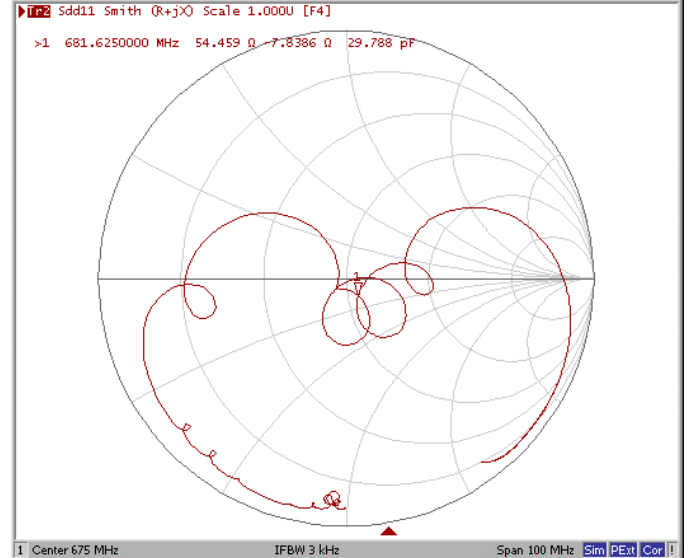 Tr2 Sdd11 Smith (R+jX) Scale 1.000U [F4]
>1 681.6250000 MHz 54.459 Ω -7.8386 Ω 29.788 pF
1
1 Center 675 MHz IFBW 3 kHz Span 100 MHz Sim PExt Cor !